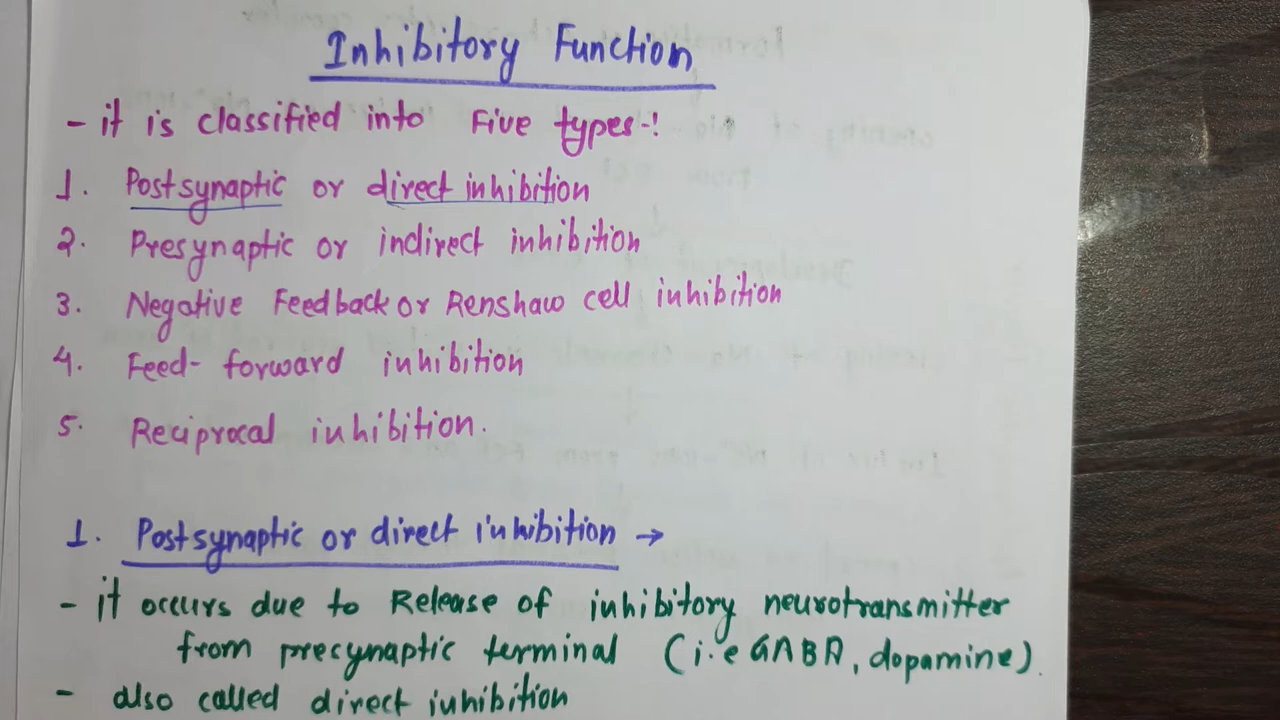 Inhibitory Function
- it is classified into Five types-:
1. Postsynaptic or direct inhibition
2. Presynaptic or indirect inhibition
3. Negative Feedback or Renshaw cell inhibition
4. Feed-forward inhibition
5. Reciprocal inhibition.
1. Postsynaptic or direct inhibition →
- it occurs due to Release of inhibitory neurotransmitter
from presynaptic terminal (i.e GABA, dopamine).
- also called direct inhibition